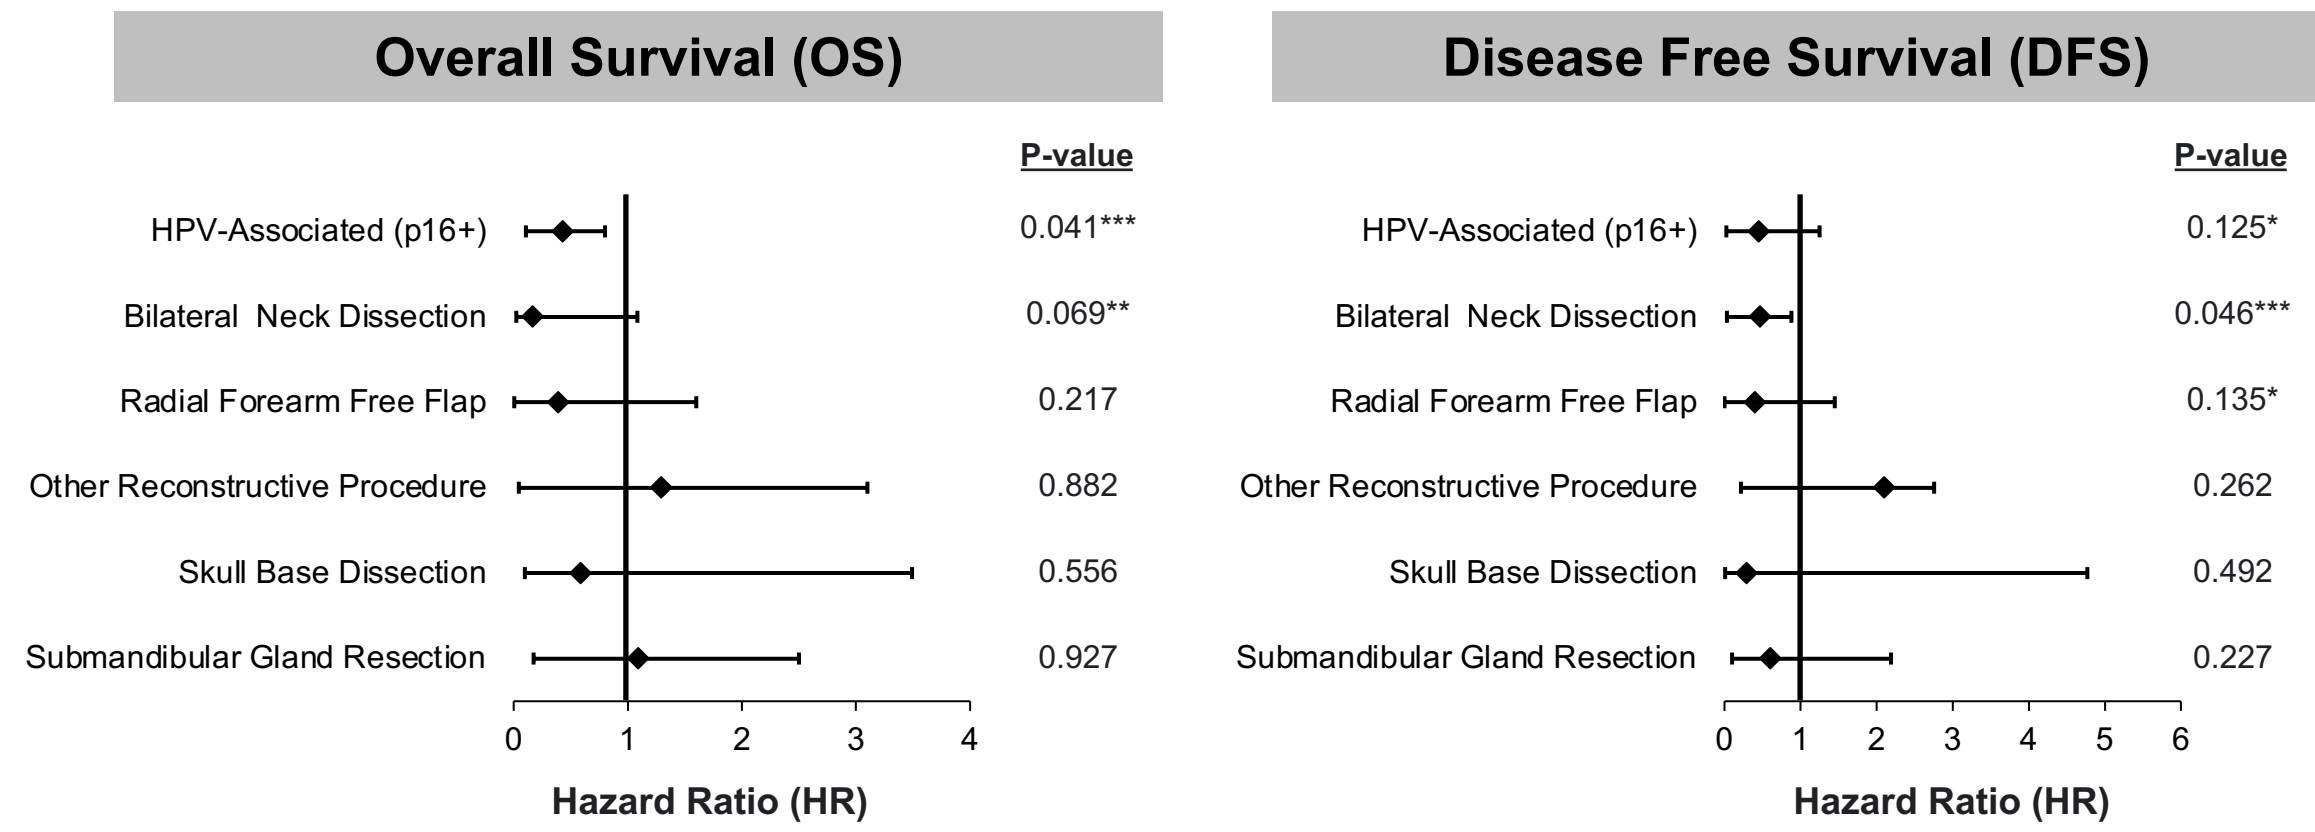 Overall Survival (OS)
P-value
HPV-Associated (p16+) 0.041***
Bilateral  Neck Dissection 0.069**
Radial Forearm Free Flap 0.217
Other Reconstructive Procedure 0.882
Skull Base Dissection 0.556
Submandibular Gland Resection 0.927
0 1 2 3 4
Hazard Ratio (HR)
Disease Free Survival (DFS)
P-value
HPV-Associated (p16+) 0.125*
Bilateral  Neck Dissection 0.046***
Radial Forearm Free Flap 0.135*
Other Reconstructive Procedure 0.262
Skull Base Dissection 0.492
Submandibular Gland Resection 0.227
0 1 2 3 4 5 6
Hazard Ratio (HR)